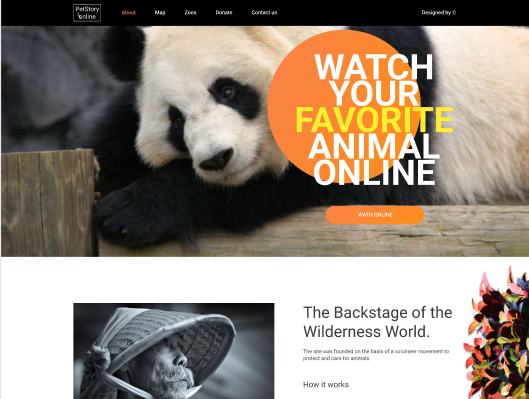 PetStory
online
About
Map
Zoos
Donate
Contact us
Designed by ©
WATCH
YOUR
FAVORITE
ANIMAL
ONLINE
WATH ONLINE
The Backstage of the
Wilderness World.
The site was founded on the basis of a volunteer movement to
protect and care for animals.
How it works